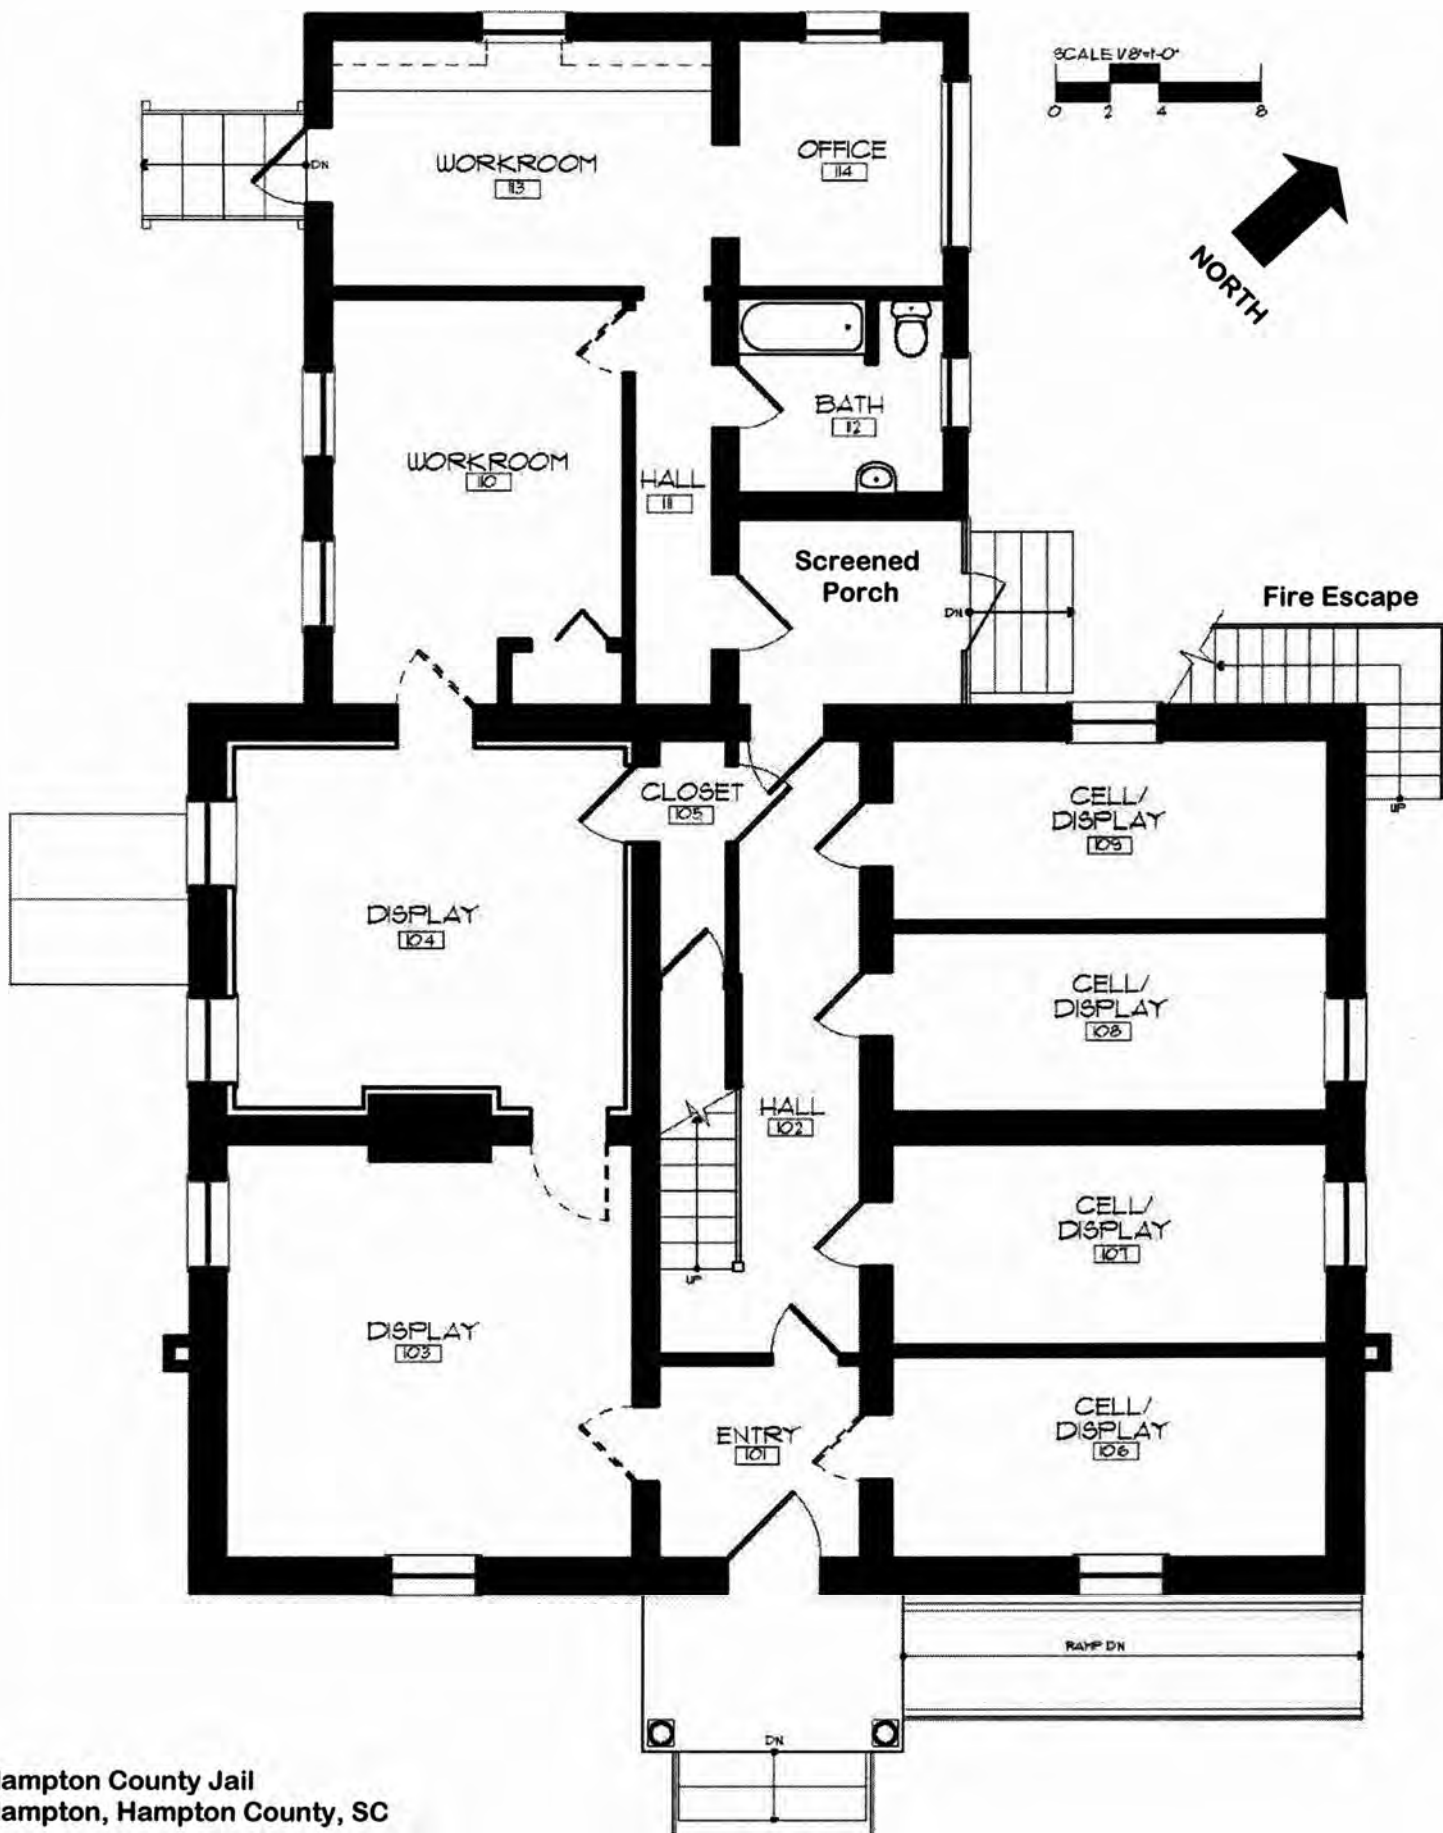 SCALE 1/8"=1'-0"
0 2 4 8
NORTH
DN
WORKROOM
113
OFFICE
114
BATH
112
WORKROOM
110
HALL
111
Screened
Porch
DN
Fire Escape
UP
CLOSET
105
CELL/
DISPLAY
109
DISPLAY
104
CELL/
DISPLAY
108
HALL
102
UP
CELL/
DISPLAY
107
DISPLAY
103
ENTRY
101
CELL/
DISPLAY
106
RAMP DN
DN
Hampton County Jail
Hampton, Hampton County, SC